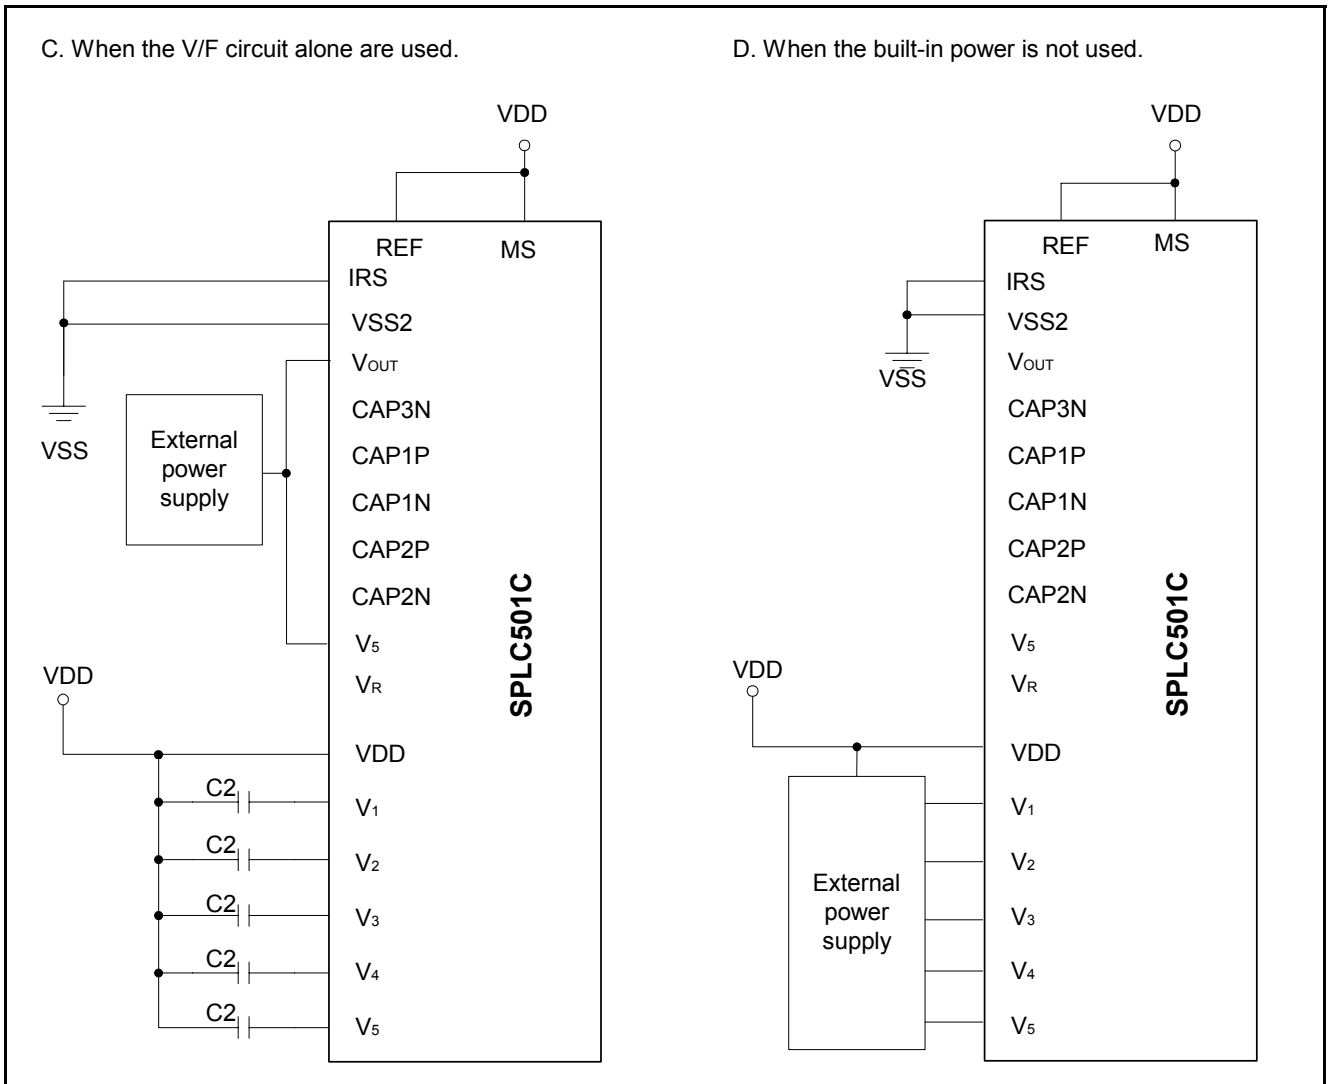 C. When the V/F circuit alone are used.
VDD
REF
MS
IRS
VSS2
VOUT
CAP3N
CAP1P
CAP1N
CAP2P
CAP2N
V5
VR
VDD
V1
V2
V3
V4
V5
SPLC501C
VSS
External
power
supply
VDD
C2
C2
C2
C2
C2
D. When the built-in power is not used.
VDD
REF
MS
IRS
VSS2
VOUT
CAP3N
CAP1P
CAP1N
CAP2P
CAP2N
V5
VR
VDD
V1
V2
V3
V4
V5
SPLC501C
VSS
VDD
External
power
supply